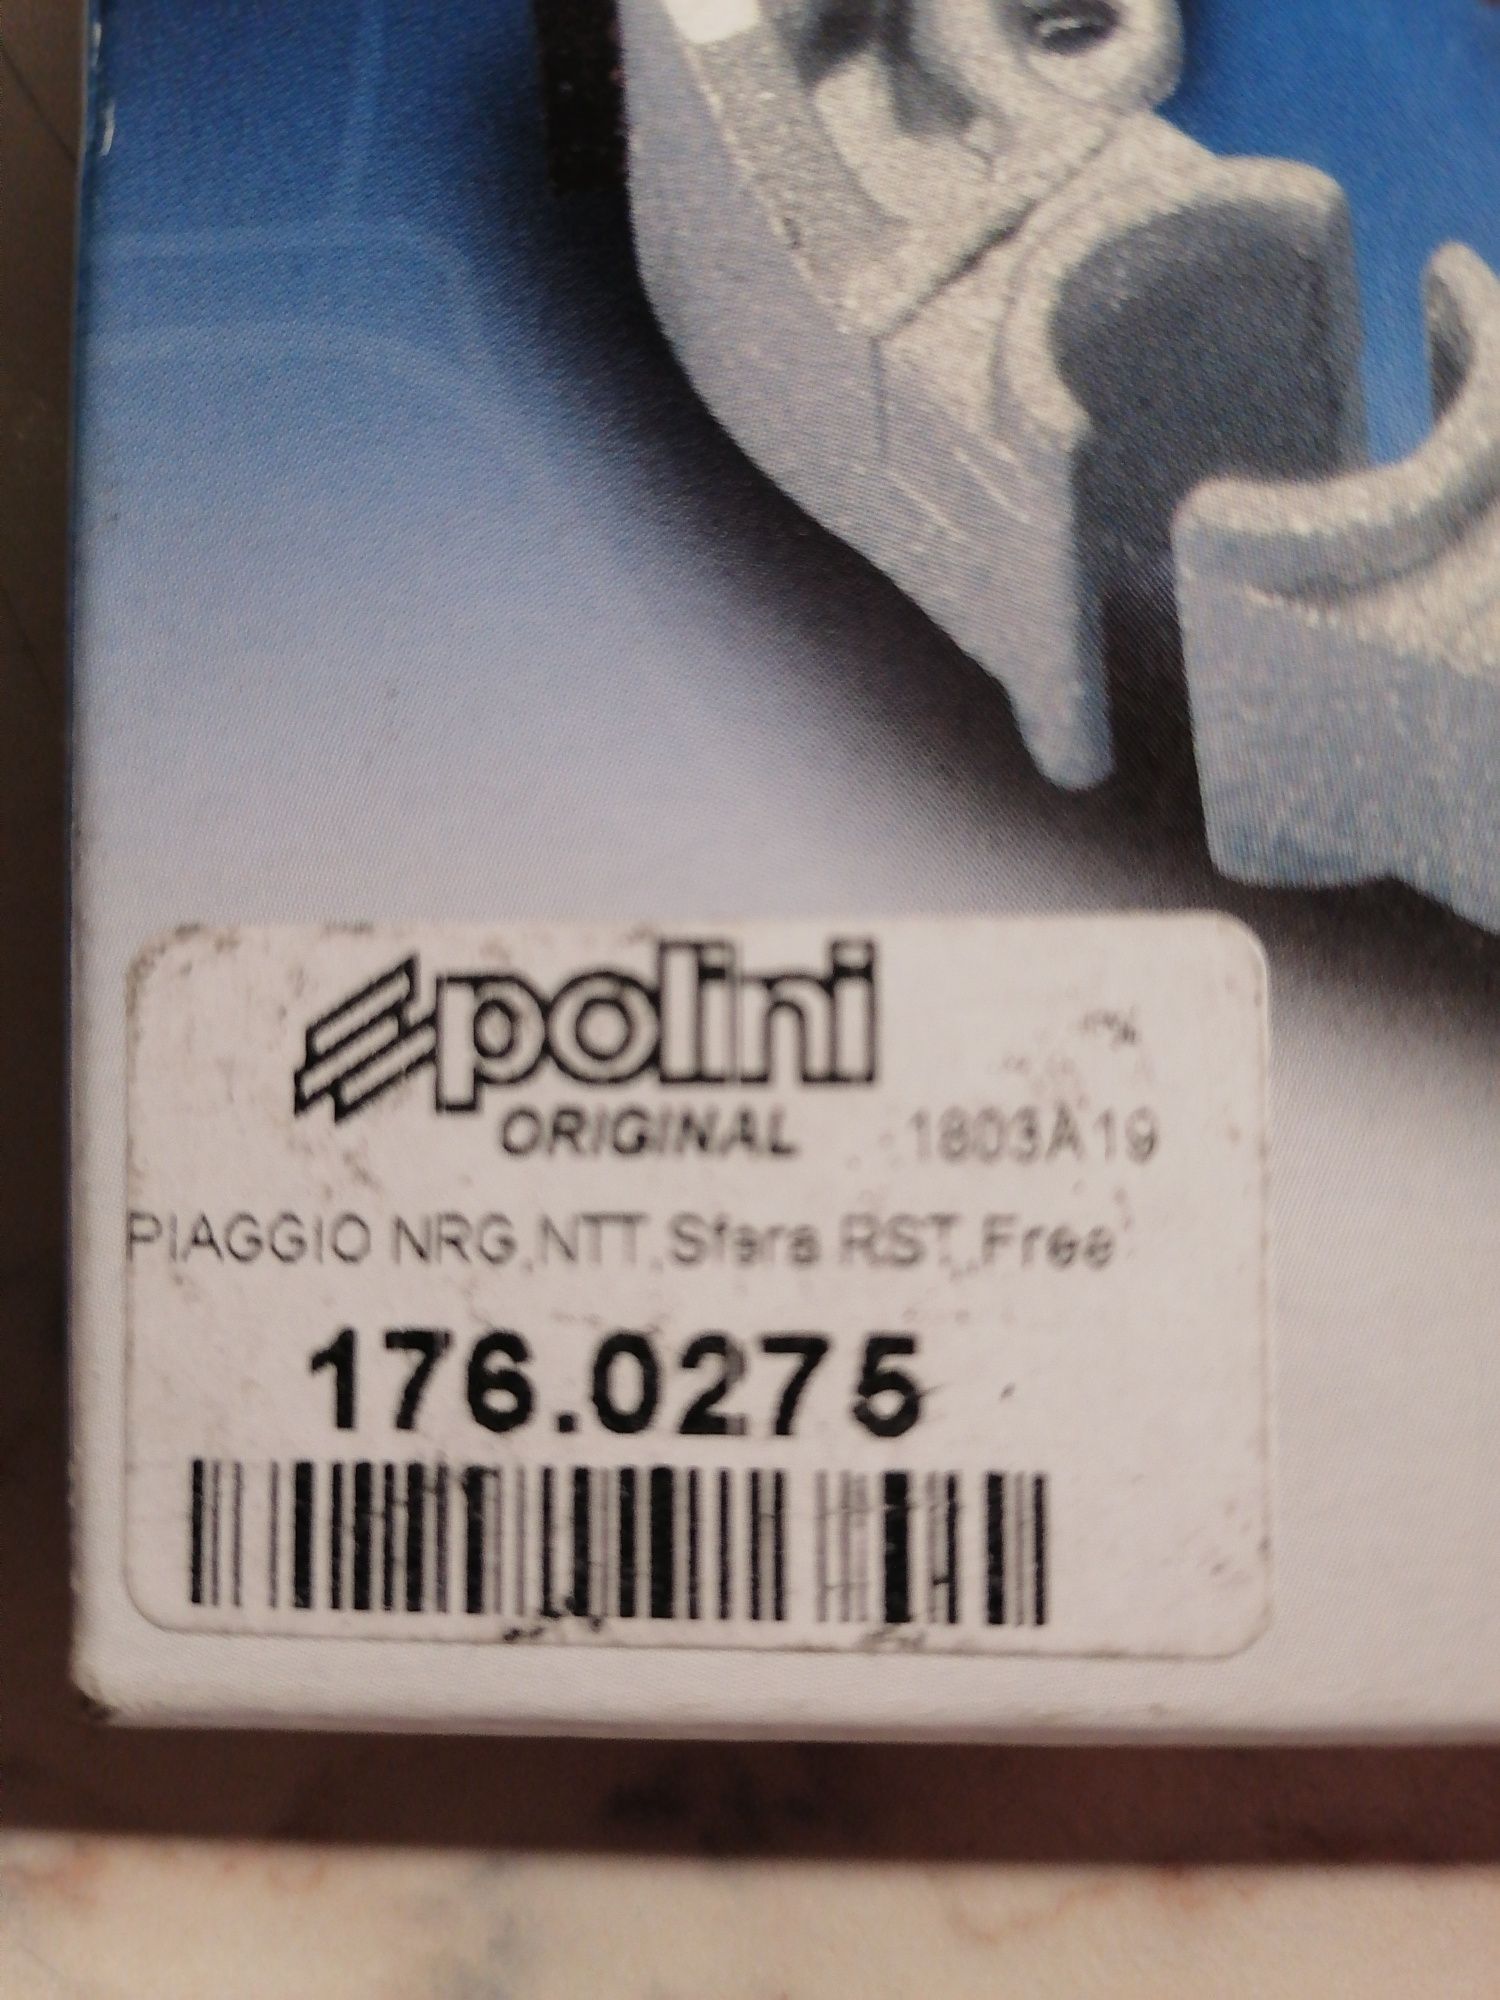 polini
ORIGINAL 1803A19
PIAGGIO NRG,NTT,Sfera RST,Free
176.0275